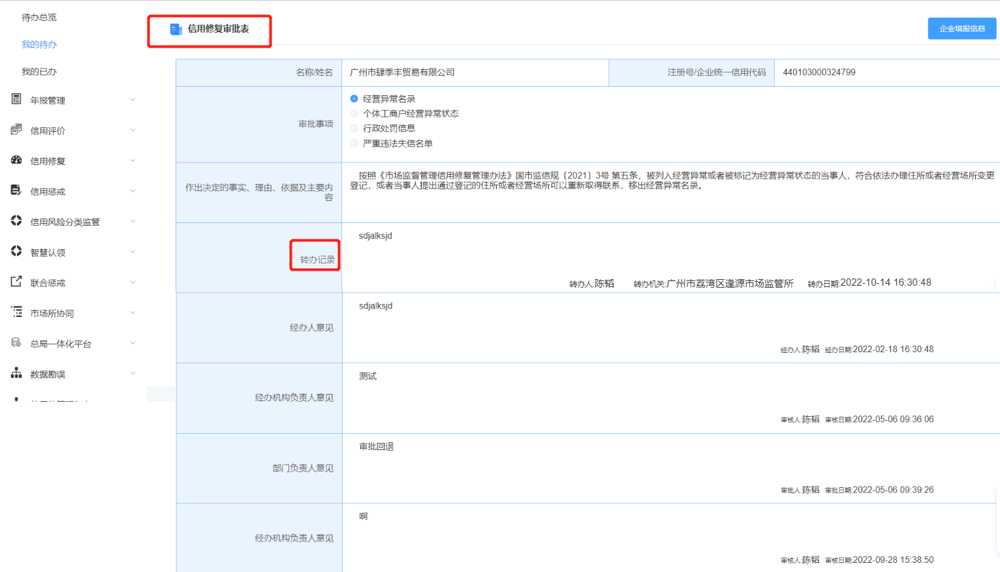 待办总览
我的待办
我的已办
年报管理
信用评价
信用修复
信用惩戒
信用风险分类监管
智慧认领
联合惩戒
市场所协同
总局一体化平台
数据勘误
信用修复审批表
企业填报信息
名称/姓名
广州市肆季丰贸易有限公司
注册号/企业统一信用代码
440103000324799
审批事项
经营异常名录
个体工商户经营异常状态
行政处罚信息
严重违法失信名单
作出决定的事实、理由、依据及主要内
容
按照《市场监督管理信用修复管理办法》国市监信规〔2021〕3号 第五条，被列入经营异常或者被标记为经营异常状态的当事人，符合依法办理住所或者经营场所变更
登记，或者当事人提出通过登记的住所或者经营场所可以重新取得联系，移出经营异常名录。
转办记录
sdjalksjd
转办人:陈韬 转办机关:广州市荔湾区逢源市场监管所 转办日期:2022-10-14 16:30:48
经办人意见
sdjalksjd
经办人:陈韬 经办日期:2022-02-18 16:30:48
经办机构负责人意见
测试
审核人:陈韬 审核日期:2022-05-06 09:36:06
部门负责人意见
审批回退
审批人:陈韬 审批日期:2022-05-06 09:39:26
经办机构负责人意见
啊
审核人:陈韬 审核日期:2022-09-28 15:38:50